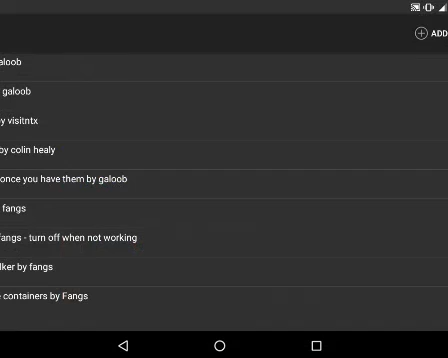 ADD
galoob
galoob
by visitntx
by colin healy
once you have them by galoob
fangs
fangs - turn off when not working
lker by fangs
containers by Fangs